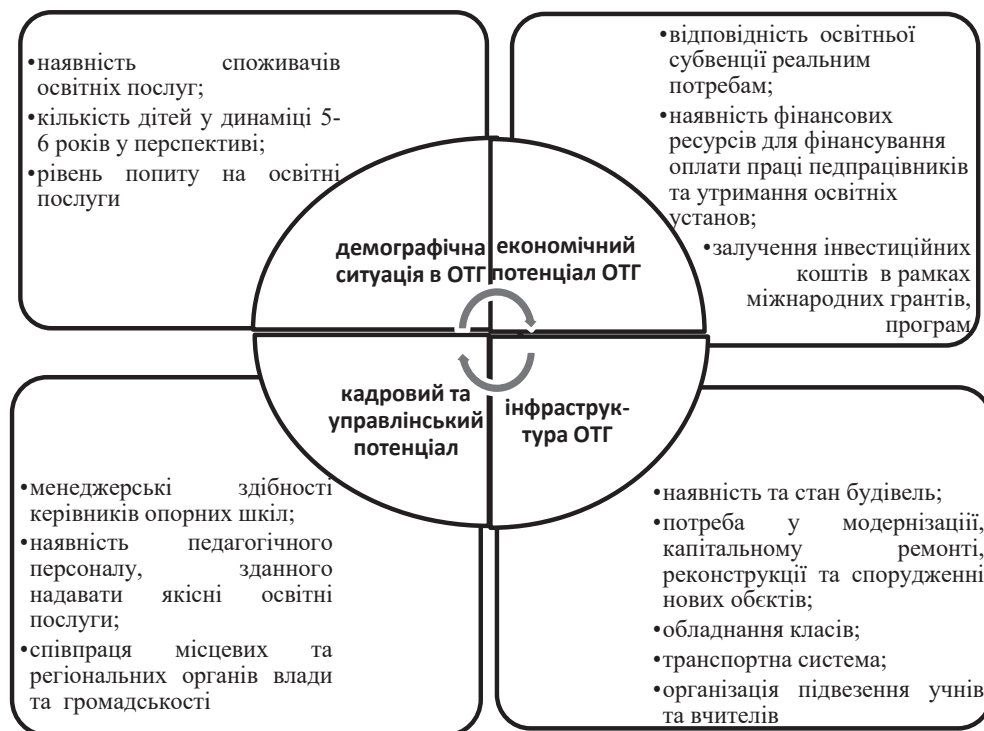 •наявність споживачів
освітніх послуг;
•кількість дітей у динаміці 5-
6 років у перспективі;
•рівень попиту на освітні
послуги
•відповідність освітньої
субвенції реальним
потребам;
•наявність фінансових
ресурсів для фінансування
оплати праці педпрацівників
та утримання освітніх
установ;
•залучення інвестиційних
коштів в рамках
міжнародних грантів,
програм
демографічна
ситуація в ОТГ
економічний
потенціал ОТГ
кадровий та
управлінський
потенціал
інфраструк-
тура ОТГ
•менеджерські здібності
керівників опорних шкіл;
•наявність педагогічного
персоналу, зданного
надавати якісні освітні
послуги;
•співпраця місцевих та
регіональних органів влади
та громадськості
•наявність та стан будівель;
•потреба у модернізаціії,
капітальному ремонті,
реконструкції та спорудженні
нових обєктів;
•обладнання класів;
•транспортна система;
•організація підвезення учнів
та вчителів